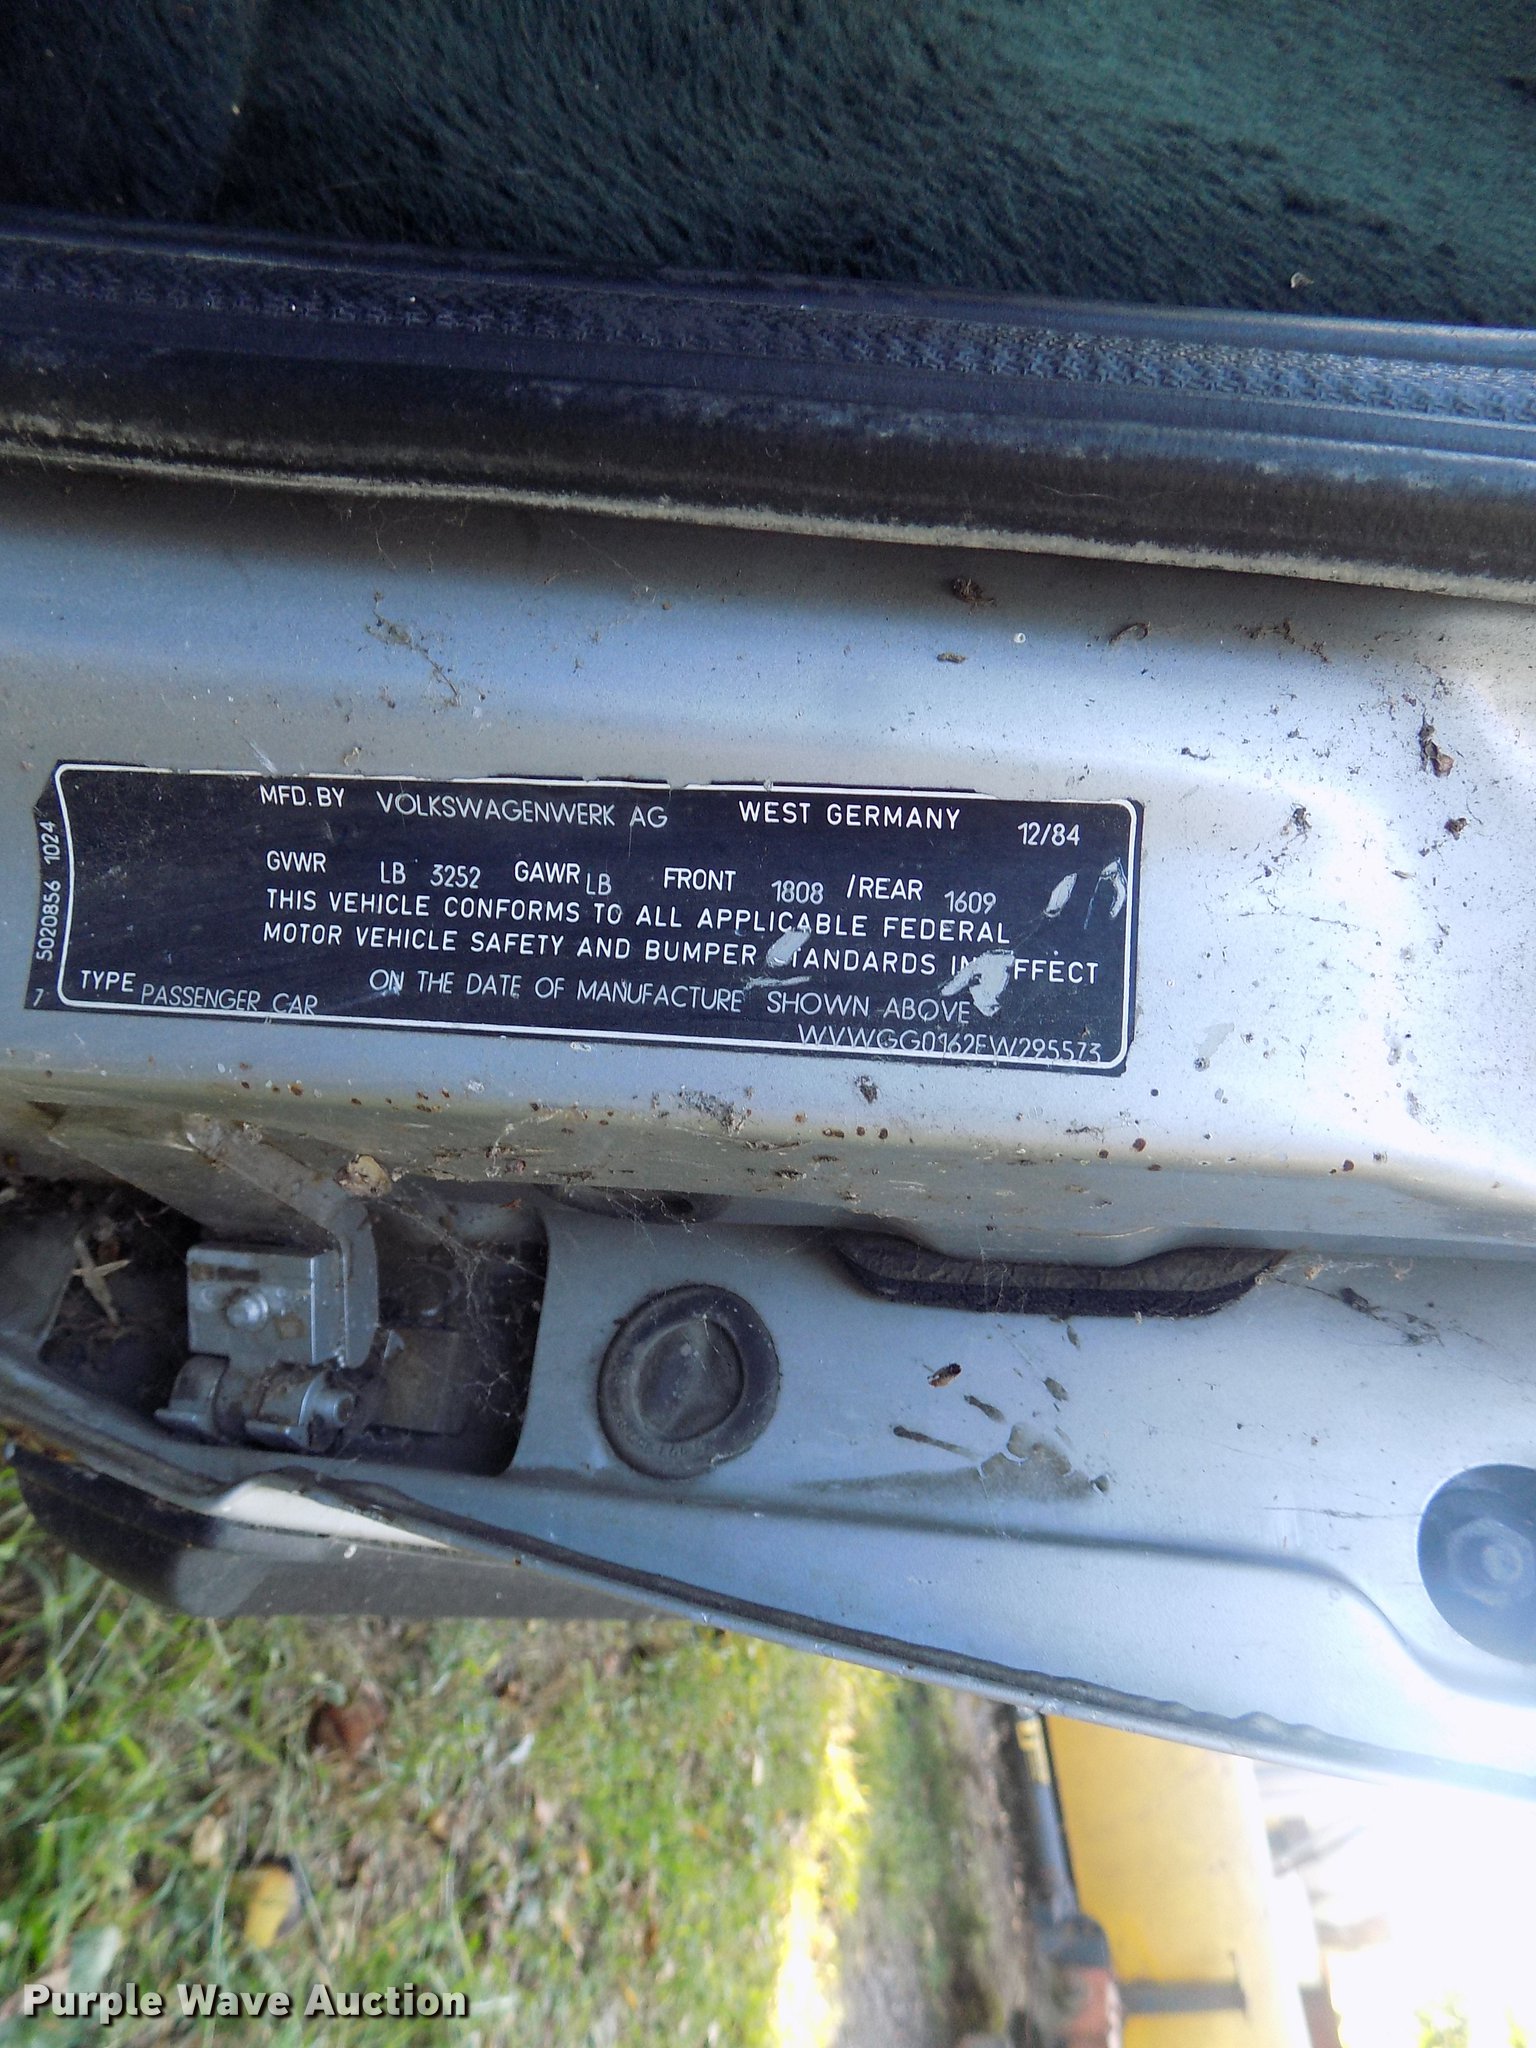 MFD. BY VOLKSWAGENWERK AG WEST GERMANY 12/84
GVWR LB 3252 GAWR LB FRONT 1808 /REAR 1609
THIS VEHICLE CONFORMS TO ALL APPLICABLE FEDERAL
MOTOR VEHICLE SAFETY AND BUMPER STANDARDS IN EFFECT
ON THE DATE OF MANUFACTURE SHOWN ABOVE
TYPE PASSENGER CAR
WVWGG0162FW295573
7 5020856 1024
Purple Wave Auction